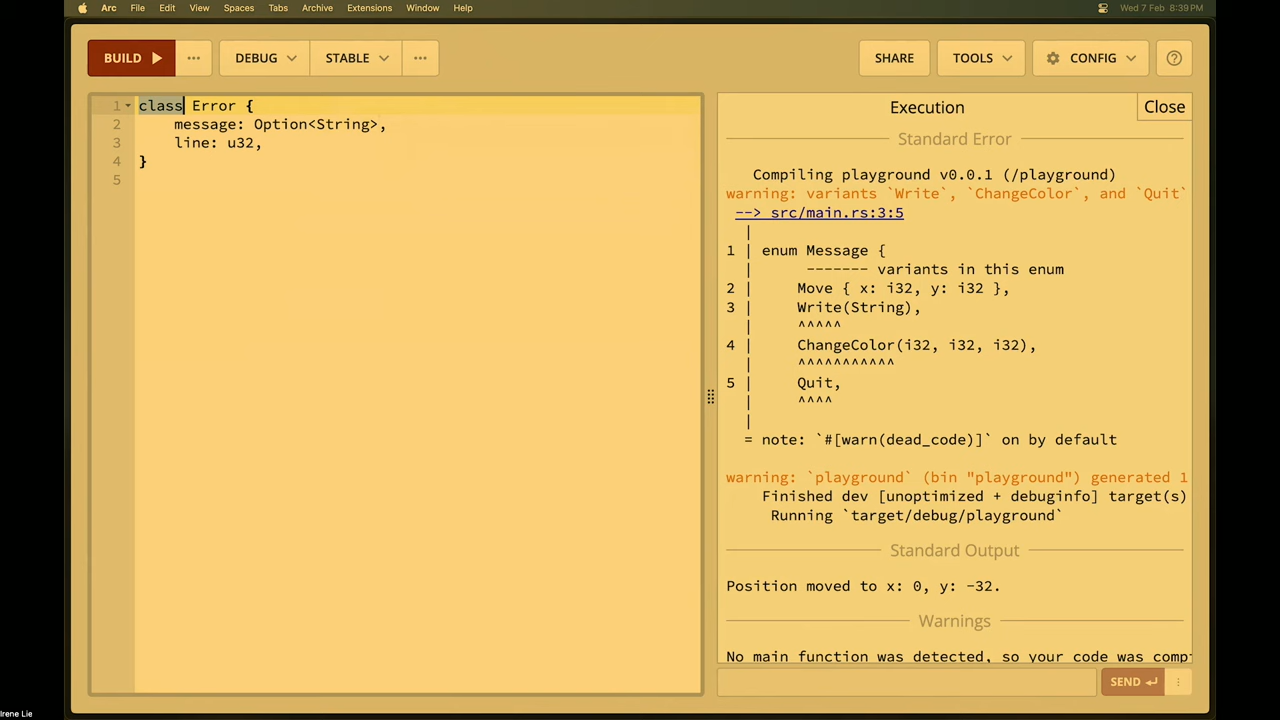 Arc File Edit View Spaces Tabs Archive Extensions Window Help Wed 7 Feb 8:39 PM
BUILD ... DEBUG STABLE ... SHARE TOOLS CONFIG
1 class Error {
2 message: Option<String>,
3 line: u32,
4 }
5
Execution Close
Standard Error
Compiling playground v0.0.1 (/playground)
warning: variants `Write`, `ChangeColor`, and `Quit`
--> src/main.rs:3:5
|
1 | enum Message {
| ------- variants in this enum
2 | Move { x: i32, y: i32 },
3 | Write(String),
| ^^^^^
4 | ChangeColor(i32, i32, i32),
| ^^^^^^^^^^^
5 | Quit,
| ^^^^
|
= note: `#[warn(dead_code)]` on by default
warning: `playground` (bin "playground") generated 1
Finished dev [unoptimized + debuginfo] target(s)
Running `target/debug/playground`
Standard Output
Position moved to x: 0, y: -32.
Warnings
No main function was detected, so your code was comp
SEND
Irene Lie